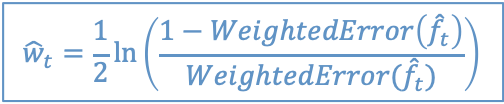 ŵ_t = 1/2 ln((1 − WeightedError(f̂_t)) / WeightedError(f̂_t))